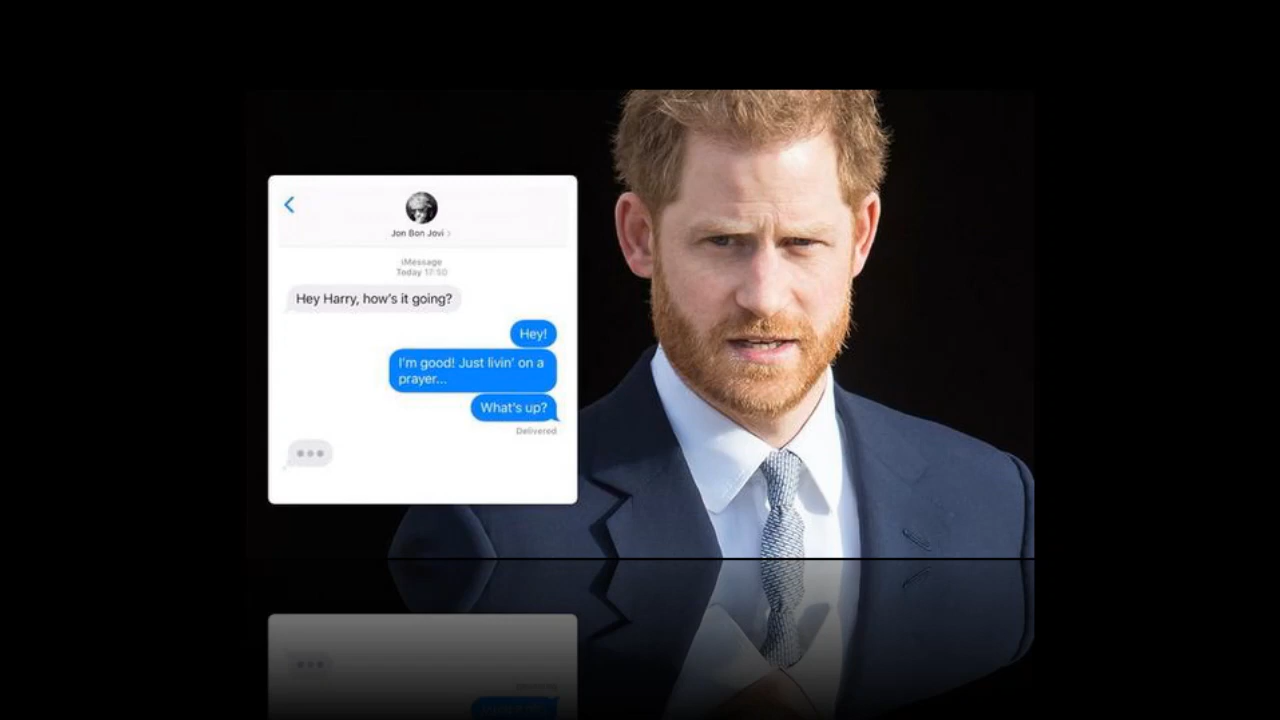 Jon Bon Jovi
iMessage
Today 17:50
Hey Harry, how's it going?
Hey!
I'm good! Just livin' on a
prayer...
What's up?
Delivered